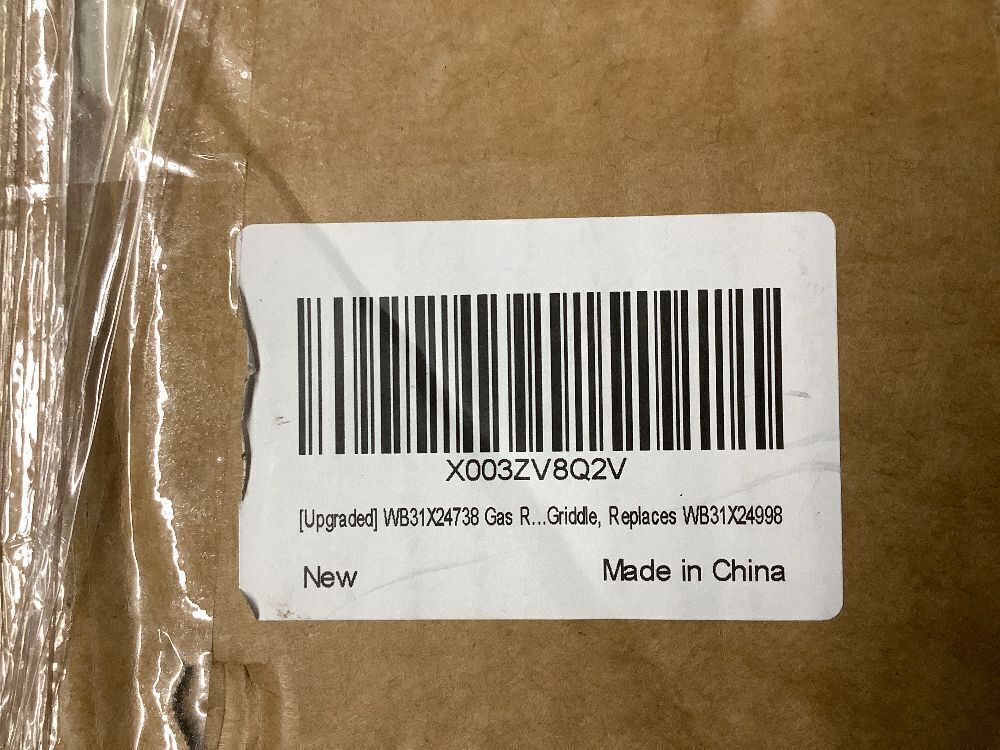 X003ZV8Q2V
[Upgraded] WB31X24738 Gas R...Griddle, Replaces WB31X24998
New
Made in China